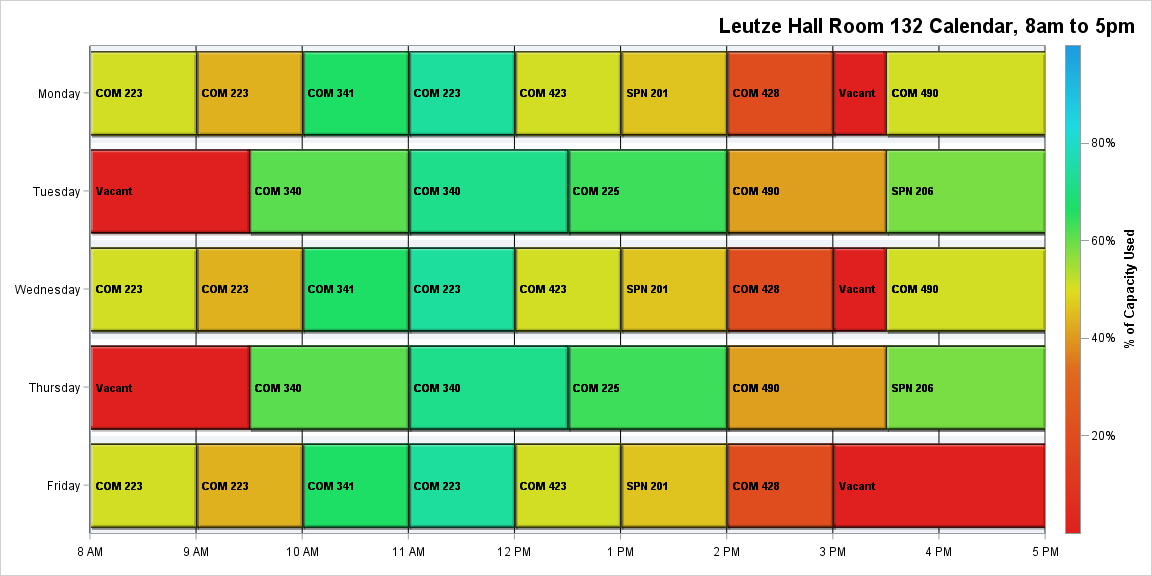 Leutze Hall Room 132 Calendar, 8am to 5pm
Monday
COM 223
COM 223
COM 341
COM 223
COM 423
SPN 201
COM 428
Vacant
COM 490
Tuesday
Vacant
COM 340
COM 340
COM 225
COM 490
SPN 206
Wednesday
COM 223
COM 223
COM 341
COM 223
COM 423
SPN 201
COM 428
Vacant
COM 490
Thursday
Vacant
COM 340
COM 340
COM 225
COM 490
SPN 206
Friday
COM 223
COM 223
COM 341
COM 223
COM 423
SPN 201
COM 428
Vacant
8 AM
9 AM
10 AM
11 AM
12 PM
1 PM
2 PM
3 PM
4 PM
5 PM
80%
60%
40%
20%
% of Capacity Used